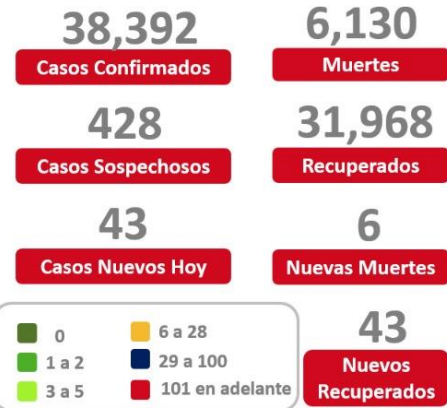 38,392
Casos Confirmados
6,130
Muertes
428
Casos Sospechosos
31,968
Recuperados
43
Casos Nuevos Hoy
6
Nuevas Muertes
0
1 a 2
3 a 5
6 a 28
29 a 100
101 en adelante
43
Nuevos
Recuperados